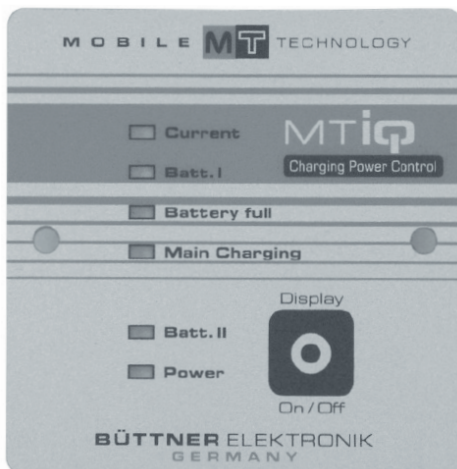 MOBILE MT TECHNOLOGY
Current
MTiQ
Batt. I
Charging Power Control
Battery full
Main Charging
Display
Batt. II
Power
On / Off
BÜTTNER ELEKTRONIK
GERMANY